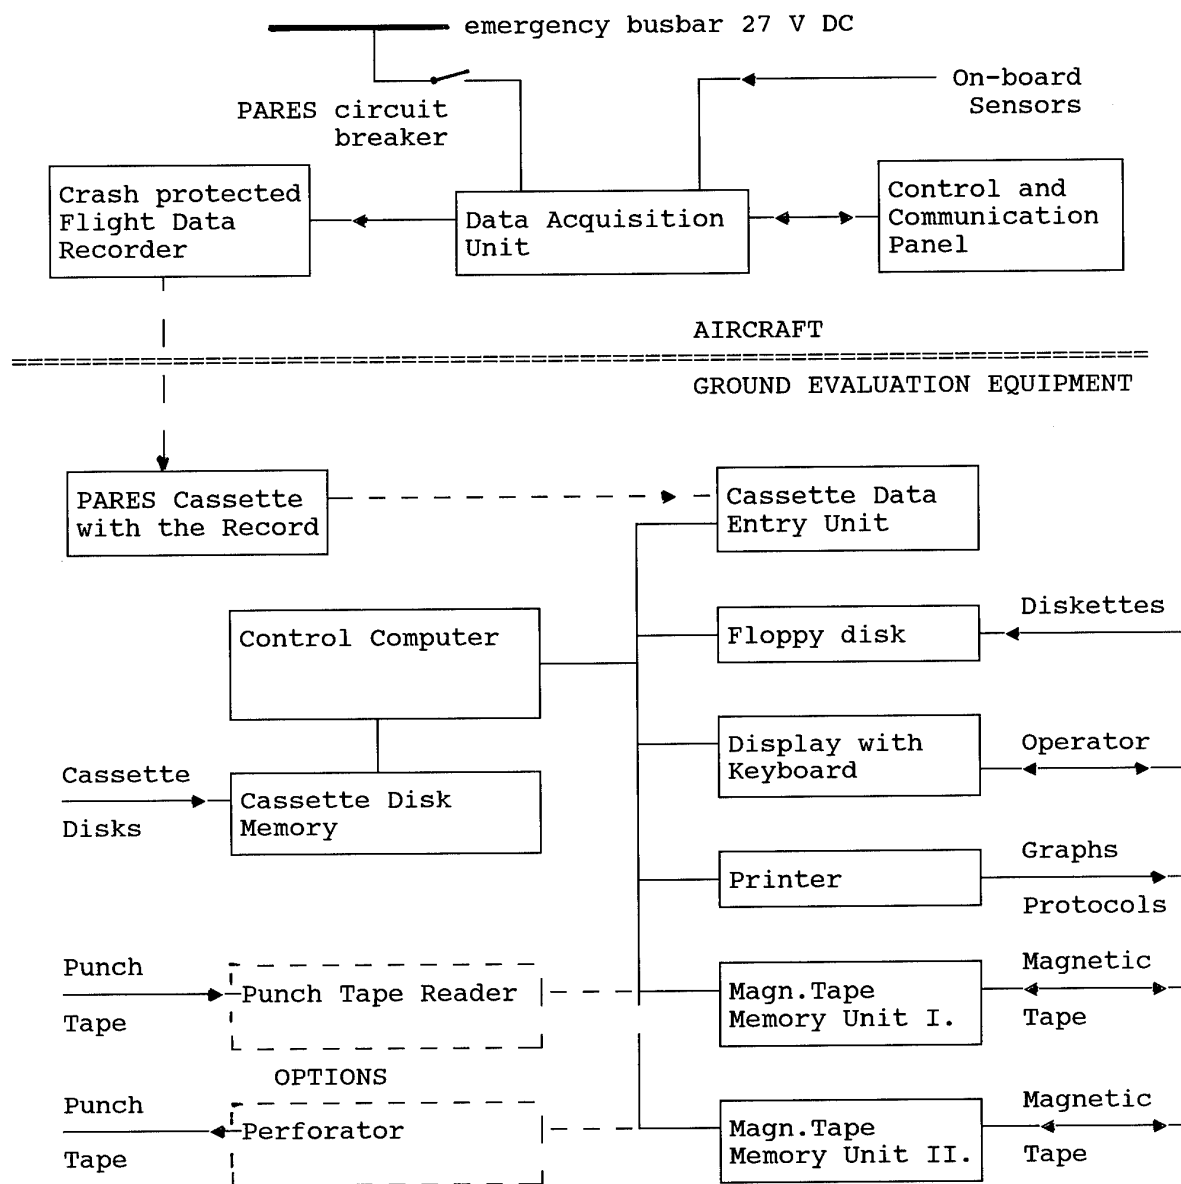 emergency busbar 27 V DC
PARES circuit
breaker
On-board
Sensors
Crash protected
Flight Data
Recorder
Data Acquisition
Unit
Control and
Communication
Panel
AIRCRAFT
GROUND EVALUATION EQUIPMENT
PARES Cassette
with the Record
Cassette Data
Entry Unit
Control Computer
Floppy disk
Diskettes
Cassette
Disks
Cassette Disk
Memory
Display with
Keyboard
Operator
Printer
Graphs
Protocols
Punch
Tape
Punch Tape Reader
Magn.Tape
Memory Unit I.
Magnetic
Tape
OPTIONS
Punch
Tape
Perforator
Magn.Tape
Memory Unit II.
Magnetic
Tape